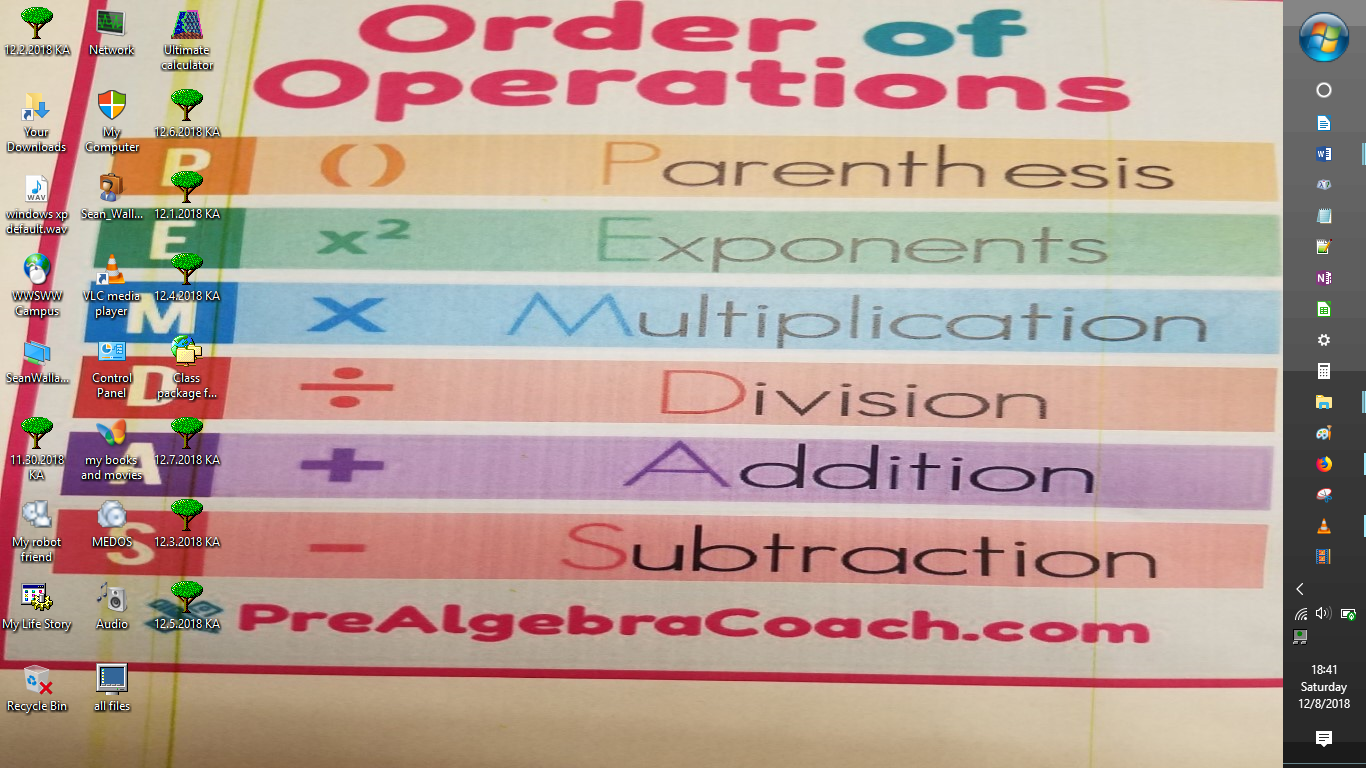 Order of
Operations
P () Parenthesis
E x² Exponents
M × Multiplication
D ÷ Division
A + Addition
S − Subtraction
PreAlgebraCoach.com
12.2.2018 KA
Network
Ultimate
calculator
Your
Downloads
My
Computer
12.6.2018 KA
windows xp
default.wav
Sean_Wall...
12.1.2018 KA
WWSWW
Campus
VLC media
player
12.4.2018 KA
SeanWalla...
Control
Panel
Class
package f...
11.30.2018
KA
my books
and movies
12.7.2018 KA
My robot
friend
MEDOS
12.3.2018 KA
My Life Story
Audio
12.5.2018 KA
Recycle Bin
all files
18:41
Saturday
12/8/2018